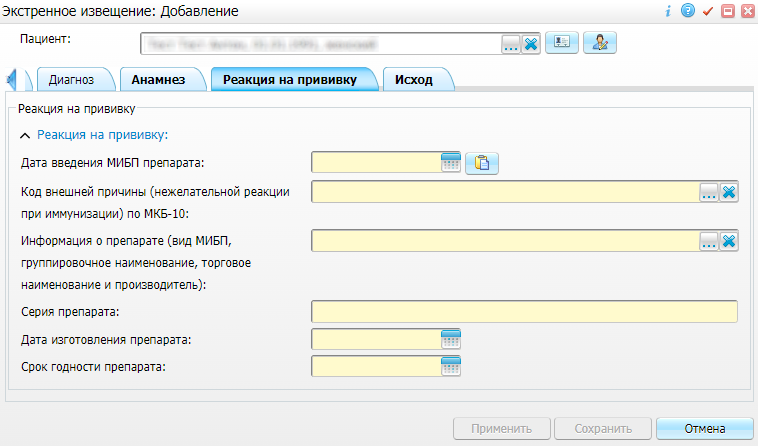 Экстренное извещение: Добавление
Пациент:
Диагноз
Анамнез
Реакция на прививку
Исход
Реакция на прививку
Реакция на прививку:
Дата введения МИБП препарата:
Код внешней причины (нежелательной реакции
при иммунизации) по МКБ-10:
Информация о препарате (вид МИБП,
группировочное наименование, торговое
наименование и производитель):
Серия препарата:
Дата изготовления препарата:
Срок годности препарата:
Применить
Сохранить
Отмена